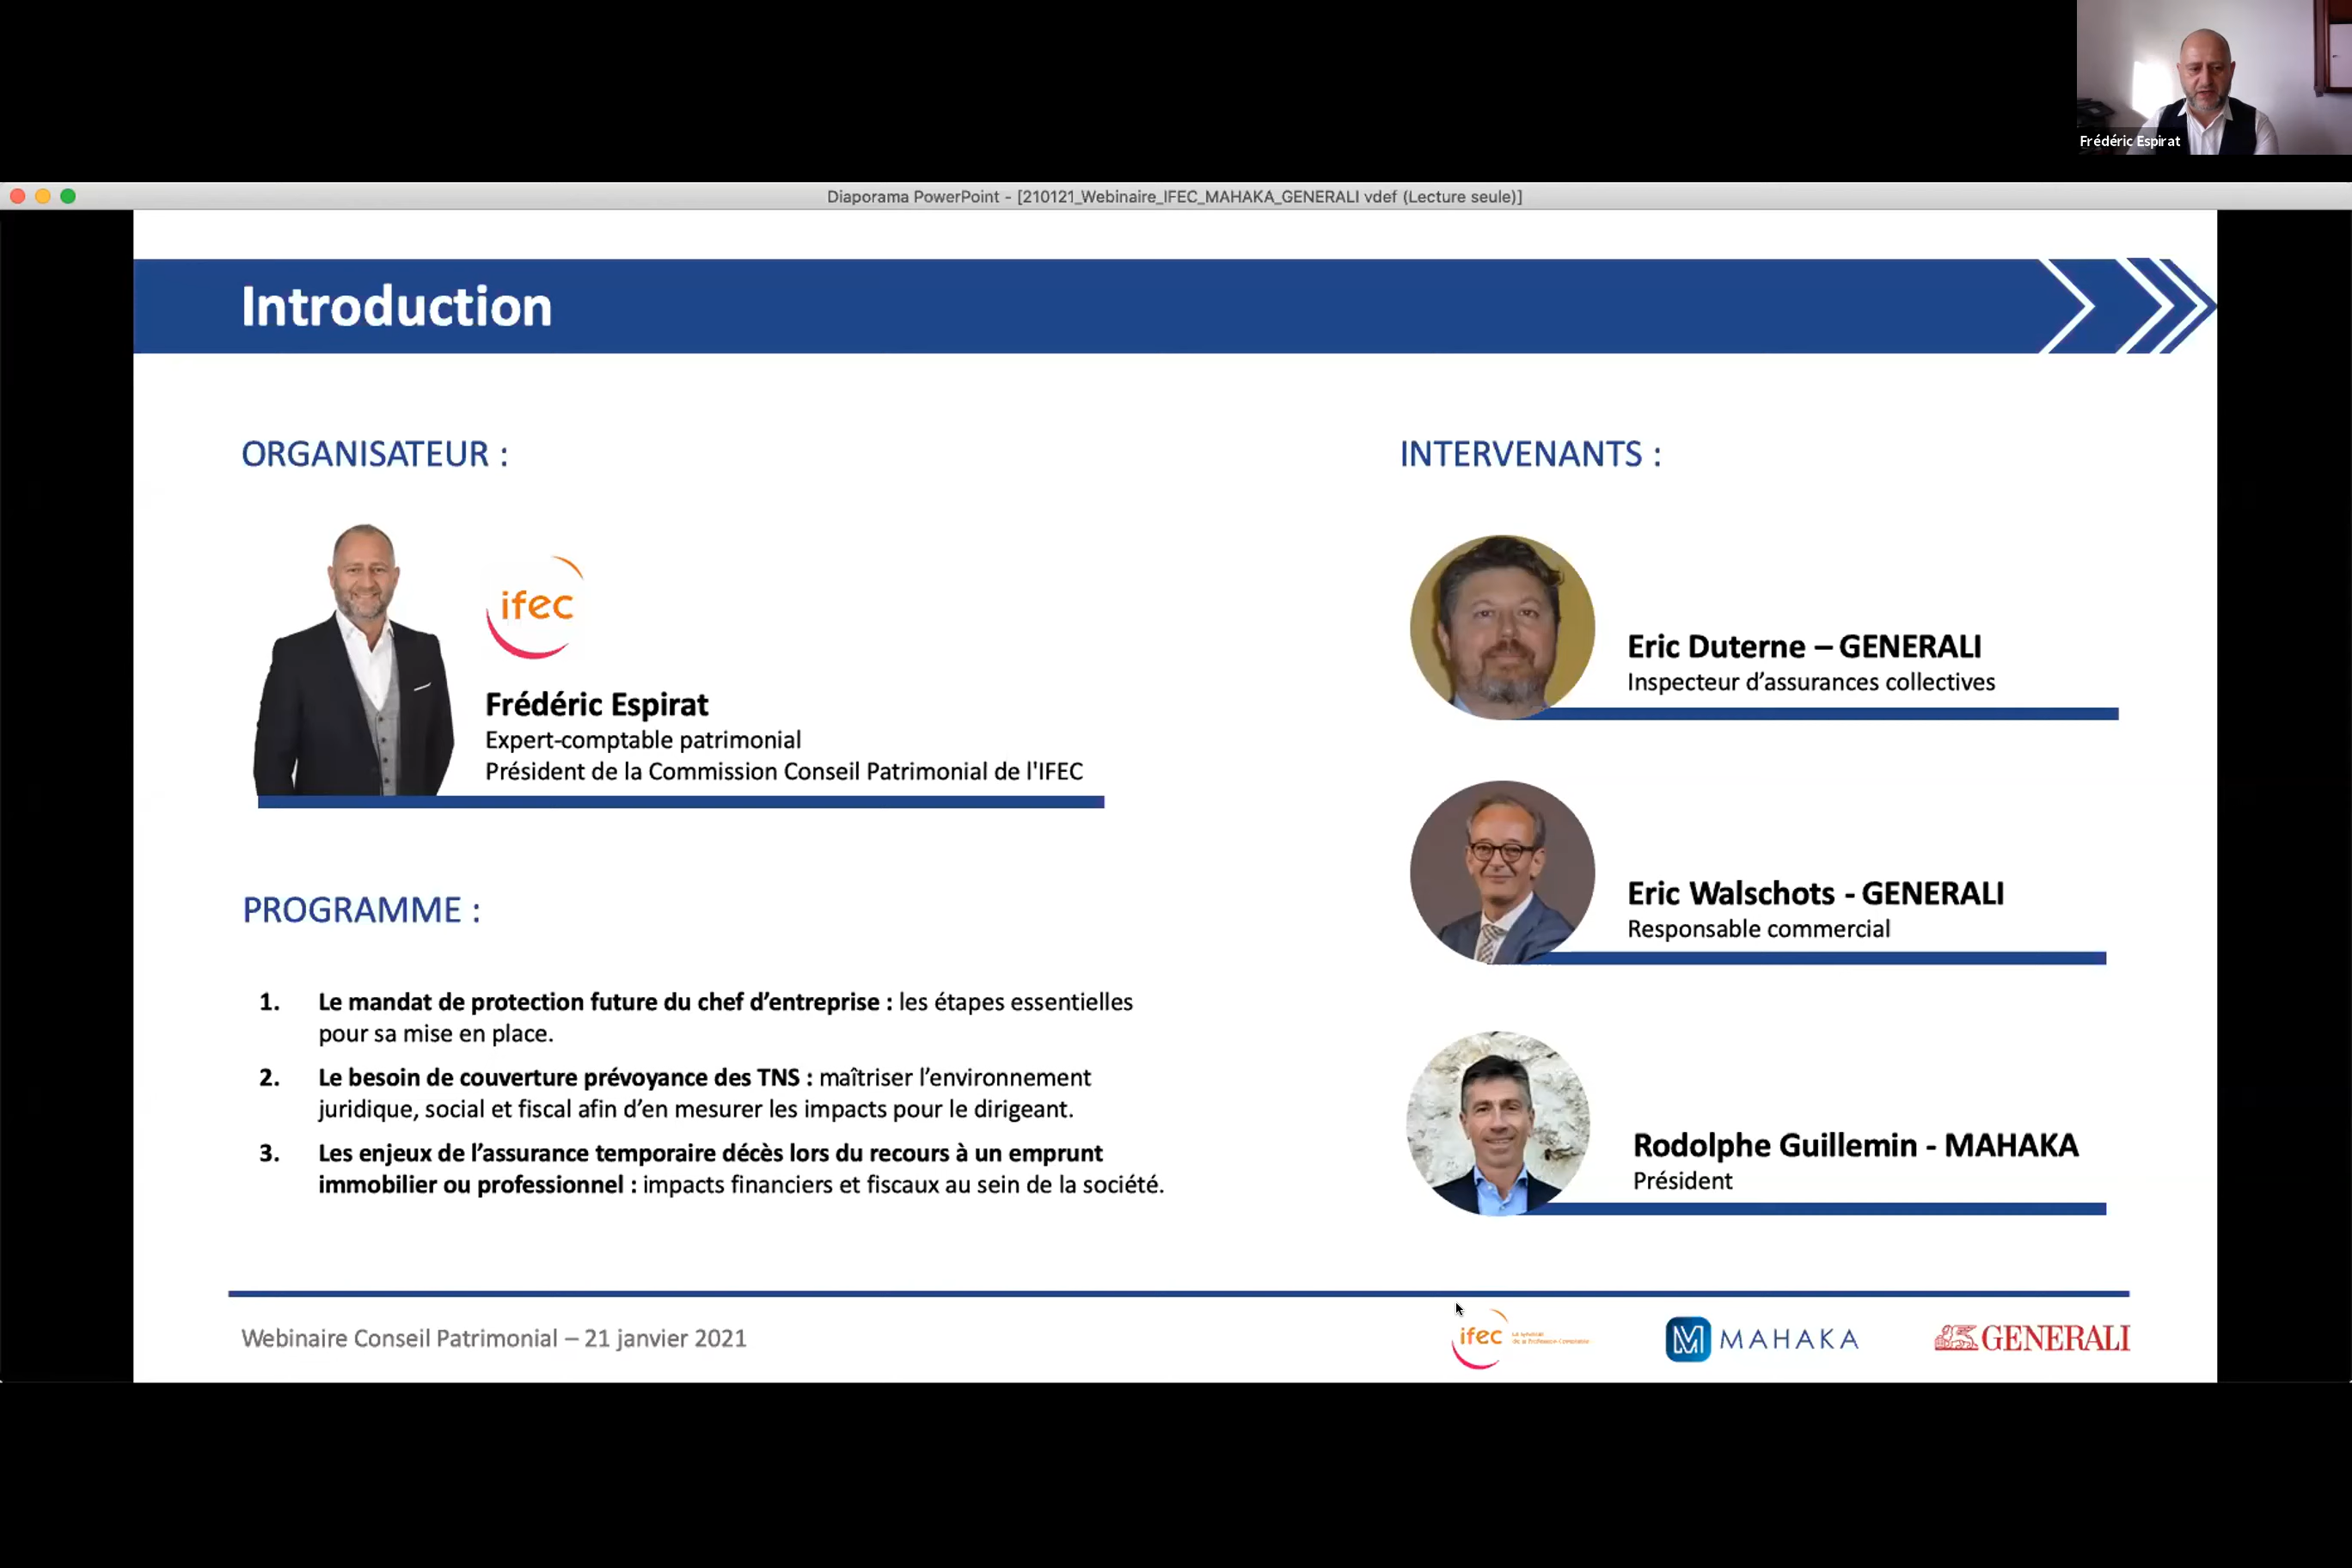 Frédéric Espirat
Diaporama PowerPoint - [210121_Webinaire_IFEC_MAHAKA_GENERALI vdef (Lecture seule)]
Introduction
ORGANISATEUR :
ifec
Frédéric Espirat
Expert-comptable patrimonial
Président de la Commission Conseil Patrimonial de l'IFEC
PROGRAMME :
1. Le mandat de protection future du chef d’entreprise : les étapes essentielles
pour sa mise en place.
2. Le besoin de couverture prévoyance des TNS : maîtriser l’environnement
juridique, social et fiscal afin d’en mesurer les impacts pour le dirigeant.
3. Les enjeux de l’assurance temporaire décès lors du recours à un emprunt
immobilier ou professionnel : impacts financiers et fiscaux au sein de la société.
INTERVENANTS :
Eric Duterne – GENERALI
Inspecteur d’assurances collectives
Eric Walschots - GENERALI
Responsable commercial
Rodolphe Guillemin - MAHAKA
Président
Webinaire Conseil Patrimonial – 21 janvier 2021
ifec
MAHAKA
GENERALI